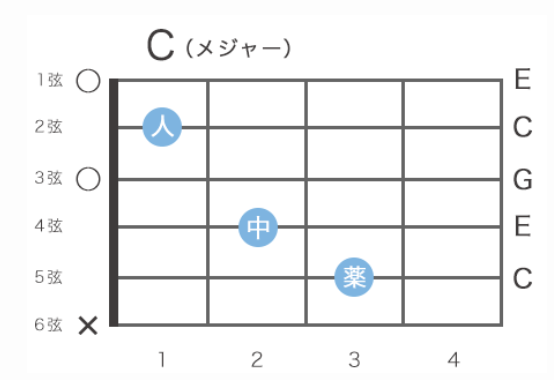 C（メジャー）
1弦 ○ E
2弦 人 C
3弦 ○ G
4弦 中 E
5弦 薬 C
6弦 ×
1 2 3 4